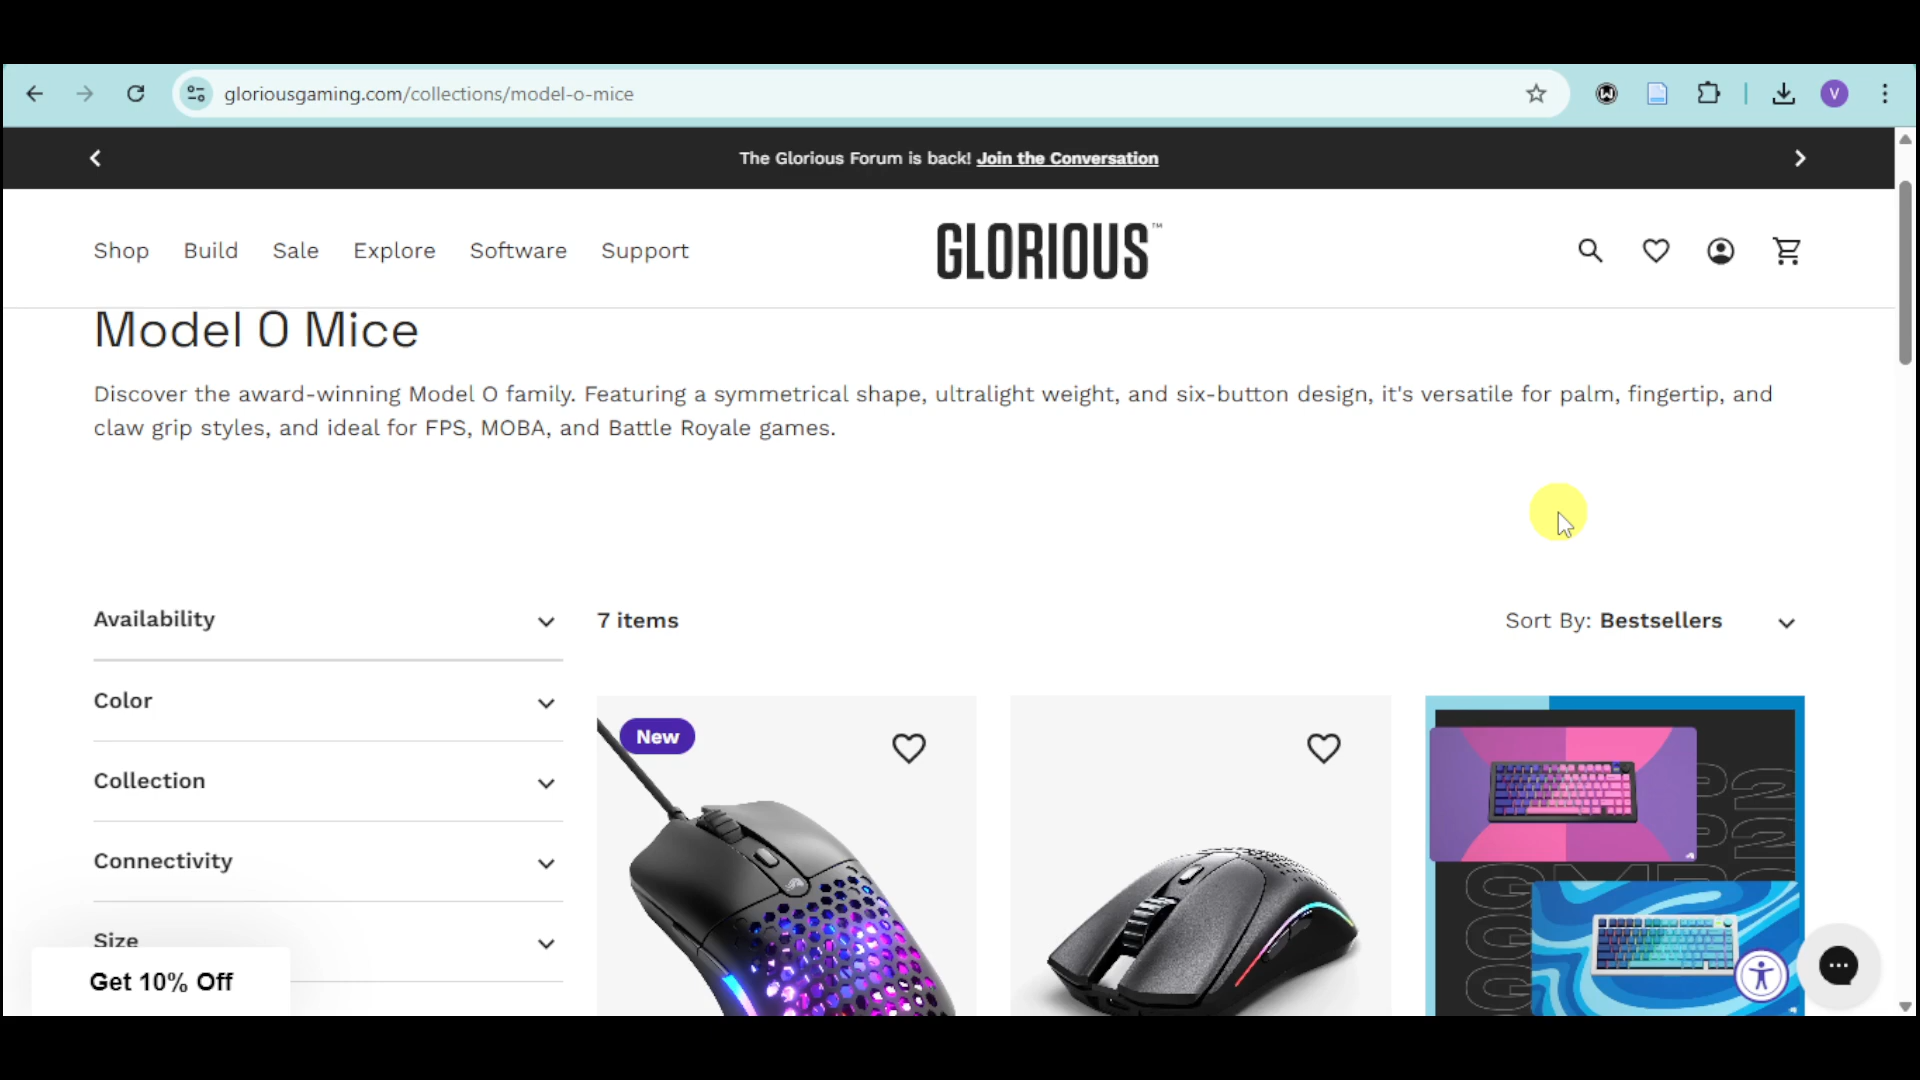 gloriousgaming.com/collections/model-o-mice
V
The Glorious Forum is back! Join the Conversation
Shop Build Sale Explore Software Support
GLORIOUS™
Model O Mice
Discover the award-winning Model O family. Featuring a symmetrical shape, ultralight weight, and six-button design, it's versatile for palm, fingertip, and
claw grip styles, and ideal for FPS, MOBA, and Battle Royale games.
Availability
7 items
Sort By: Bestsellers
Color
New
Collection
Connectivity
Size
Get 10% Off